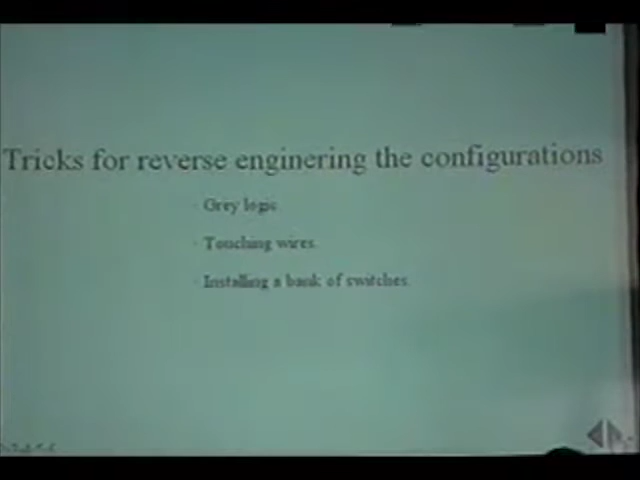 Tricks for reverse enginering the configurations
Grey logic
Touching wires.
Installing a bank of switches.